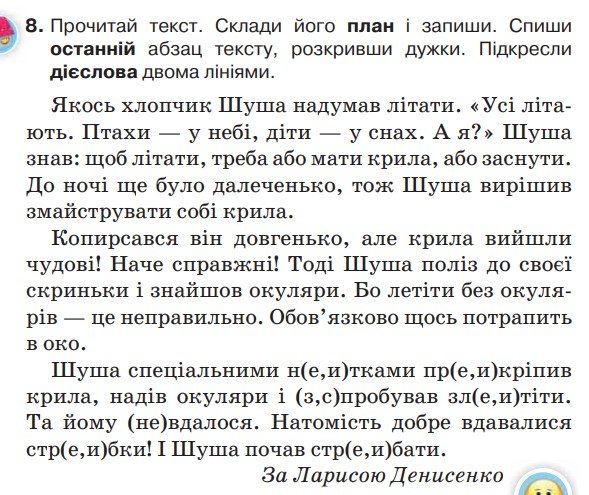 8. Прочитай текст. Склади його план і запиши. Спиши
останній абзац тексту, розкривши дужки. Підкресли
дієслова двома лініями.
Якось хлопчик Шуша надумав літати. «Усі літа-
ють. Птахи — у небі, діти — у снах. А я?» Шуша
знав: щоб літати, треба або мати крила, або заснути.
До ночі ще було далеченько, тож Шуша вирішив
змайструвати собі крила.
Копирсався він довгенько, але крила вийшли
чудові! Наче справжні! Тоді Шуша поліз до своєї
скриньки і знайшов окуляри. Бо летіти без окуля-
рів — це неправильно. Обов’язково щось потрапить
в око.
Шуша спеціальними н(е,и)тками пр(е,и)кріпив
крила, надів окуляри і (з,с)пробував зл(е,и)тіти.
Та йому (не)вдалося. Натомість добре вдавалися
стр(е,и)бки! І Шуша почав стр(е,и)бати.
За Ларисою Денисенко